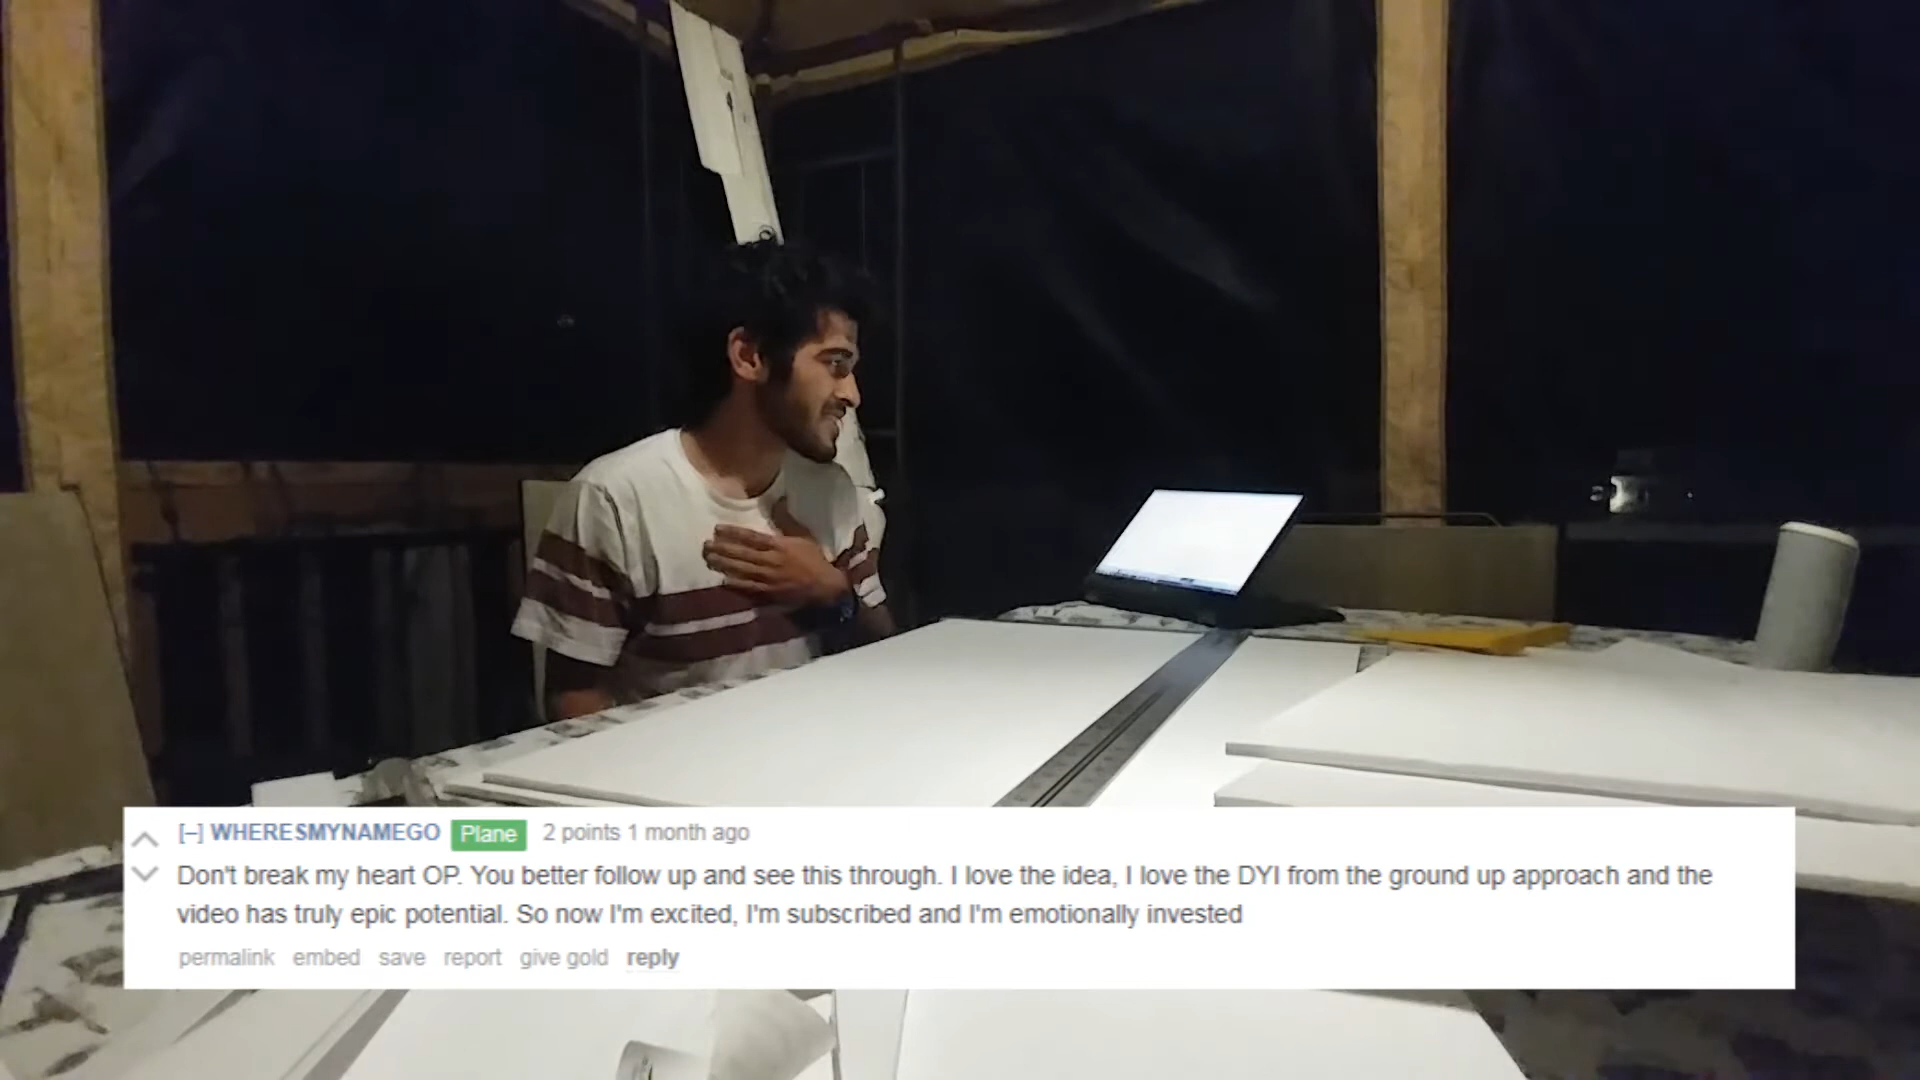 [–] WHERESMYNAMEGO Plane 2 points 1 month ago
Don't break my heart OP. You better follow up and see this through. I love the idea, I love the DYI from the ground up approach and the
video has truly epic potential. So now I'm excited, I'm subscribed and I'm emotionally invested
permalink embed save report give gold reply